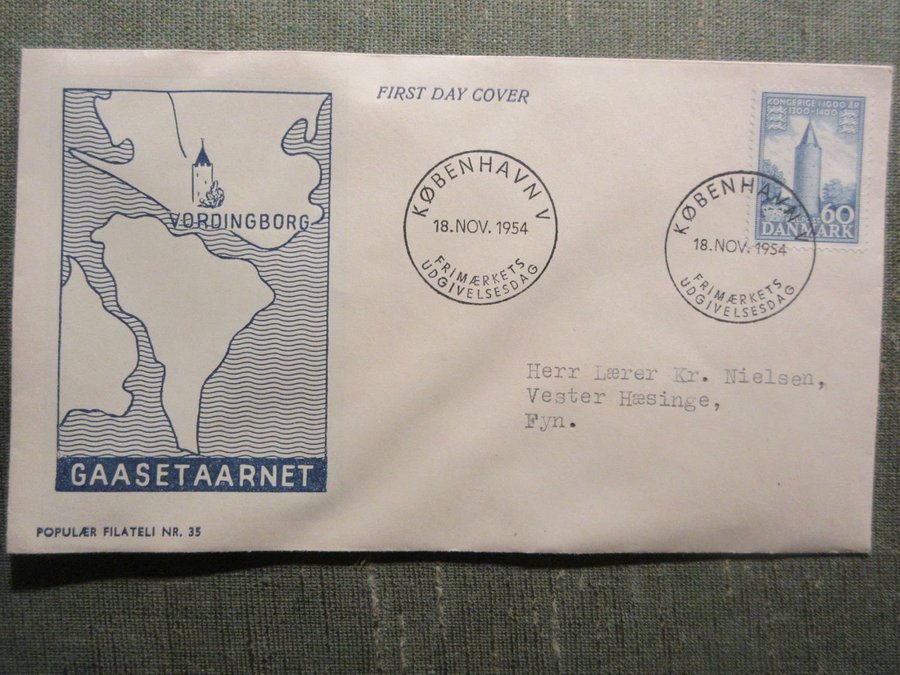 FIRST DAY COVER
VORDINGBORG
GAASETAARNET
POPULÆR FILATELI NR. 35
KØBENHAVN V
18. NOV. 1954
FRIMÆRKETS
UDGIVELSESDAG
KONGERIGE I 1000 ÅR
1300-1400
60
DANMARK
KØBENHAVN V
18. NOV. 1954
FRIMÆRKETS
UDGIVELSESDAG
Herr Lærer Kr. Nielsen,
Vester Hæsinge,
Fyn.